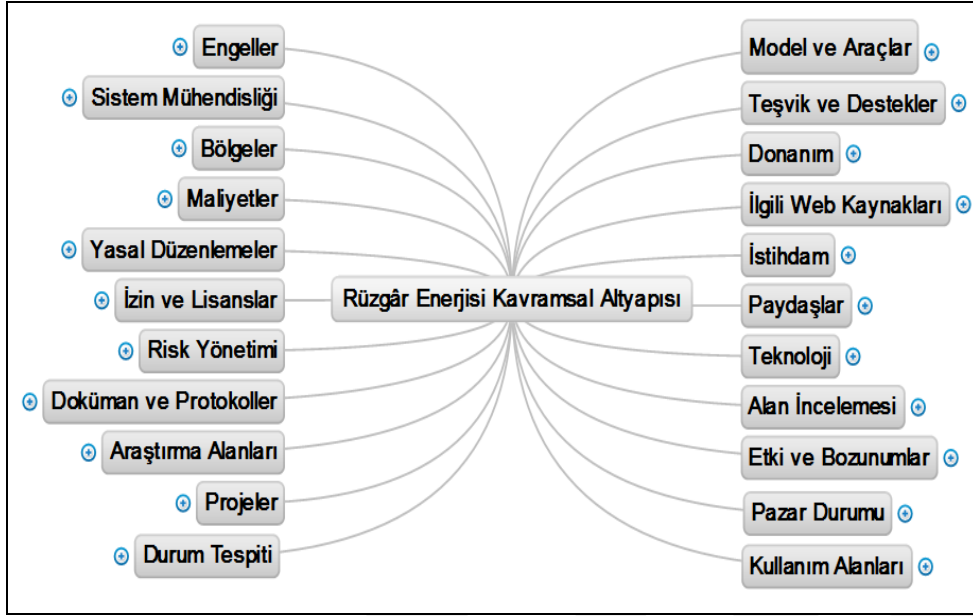 Engeller
Sistem Mühendisliği
Bölgeler
Maliyetler
Yasal Düzenlemeler
İzin ve Lisanslar
Risk Yönetimi
Doküman ve Protokoller
Araştırma Alanları
Projeler
Durum Tespiti
Rüzgâr Enerjisi Kavramsal Altyapısı
Model ve Araçlar
Teşvik ve Destekler
Donanım
İlgili Web Kaynakları
İstihdam
Paydaşlar
Teknoloji
Alan İncelemesi
Etki ve Bozunumlar
Pazar Durumu
Kullanım Alanları